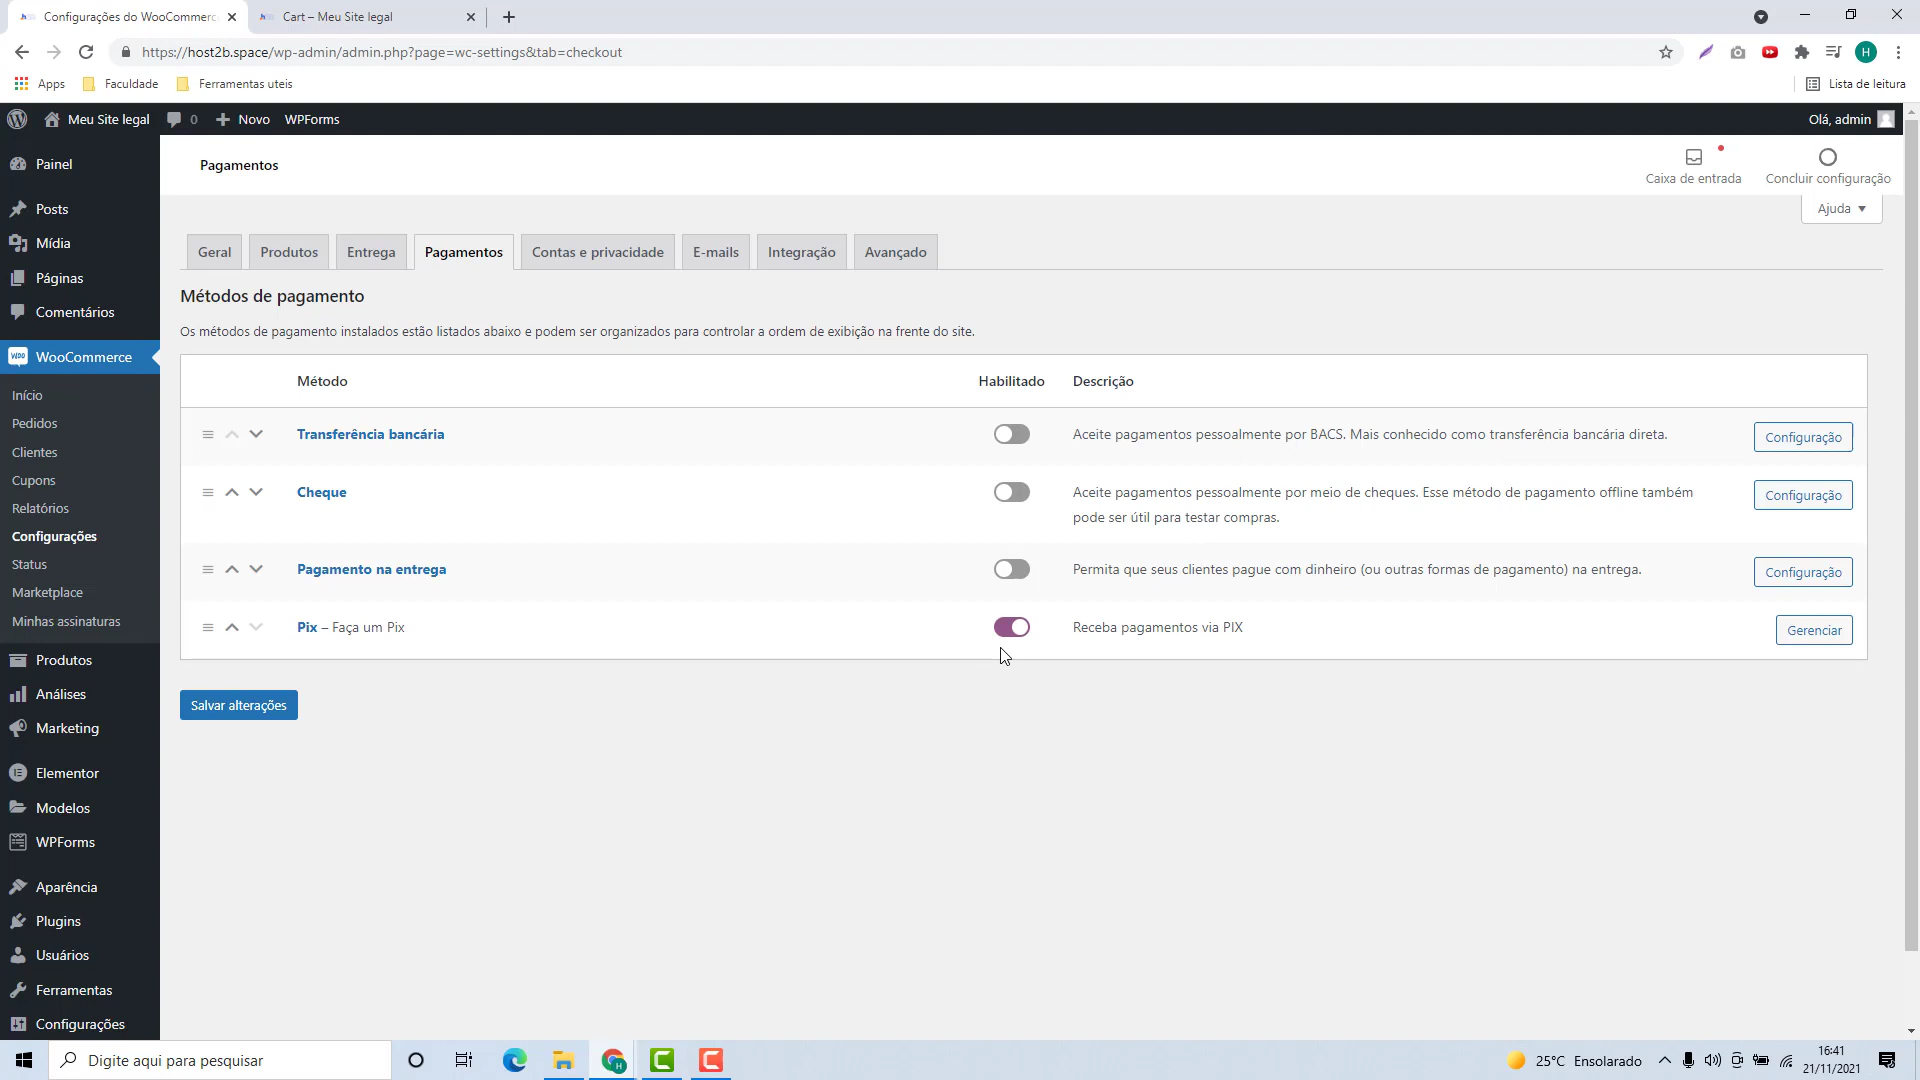 Configurações do WooCommerc
Cart – Meu Site legal
https://host2b.space/wp-admin/admin.php?page=wc-settings&tab=checkout
H
Apps
Faculdade
Ferramentas uteis
Lista de leitura
Meu Site legal
0
Novo
WPForms
Olá, admin
Painel
Posts
Mídia
Páginas
Comentários
WooCommerce
Início
Pedidos
Clientes
Cupons
Relatórios
Configurações
Status
Marketplace
Minhas assinaturas
Produtos
Análises
Marketing
Elementor
Modelos
WPForms
Aparência
Plugins
Usuários
Ferramentas
Configurações
Pagamentos
Caixa de entrada
Concluir configuração
Ajuda
Geral
Produtos
Entrega
Pagamentos
Contas e privacidade
E-mails
Integração
Avançado
Métodos de pagamento
Os métodos de pagamento instalados estão listados abaixo e podem ser organizados para controlar a ordem de exibição na frente do site.
Método
Habilitado
Descrição
Transferência bancária
Aceite pagamentos pessoalmente por BACS. Mais conhecido como transferência bancária direta.
Configuração
Cheque
Aceite pagamentos pessoalmente por meio de cheques. Esse método de pagamento offline também
pode ser útil para testar compras.
Configuração
Pagamento na entrega
Permita que seus clientes pague com dinheiro (ou outras formas de pagamento) na entrega.
Configuração
Pix – Faça um Pix
Receba pagamentos via PIX
Gerenciar
Salvar alterações
Digite aqui para pesquisar
25°C Ensolarado
16:41
21/11/2021